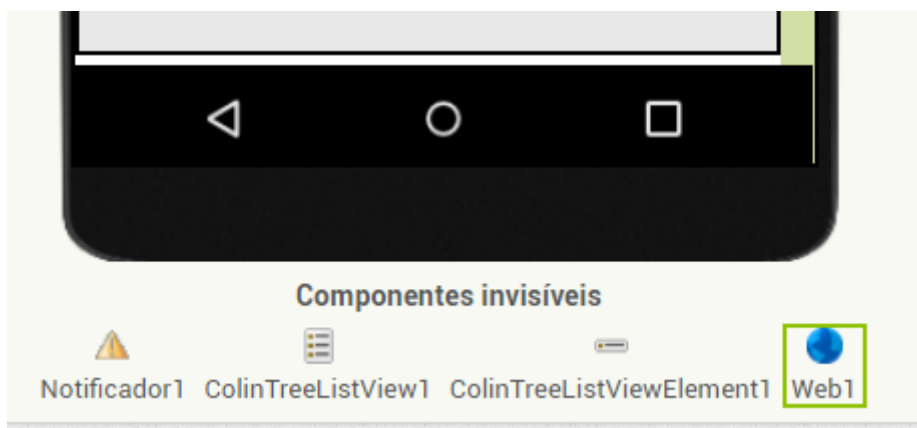 Componentes invisíveis
Notificador1 ColinTreeListView1 ColinTreeListViewElement1 Web1